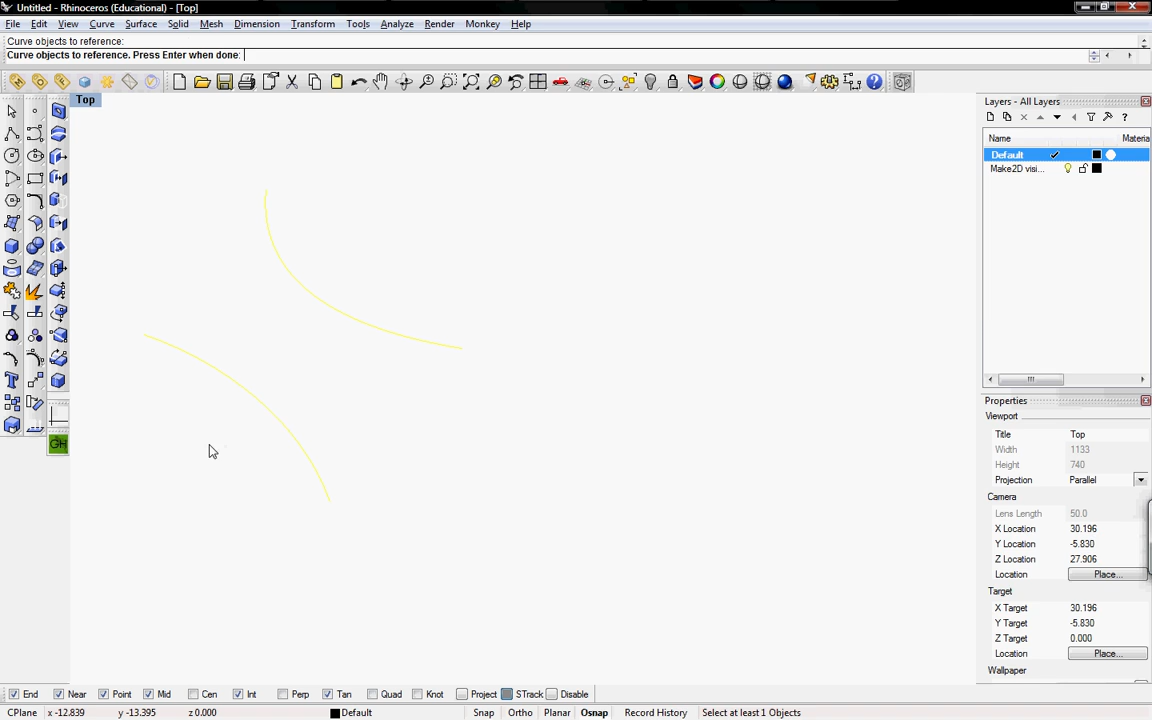 Untitled - Rhinoceros (Educational) - [Top]
File Edit View Curve Surface Solid Mesh Dimension Transform Tools Analyze Render Monkey Help
Curve objects to reference:
Curve objects to reference. Press Enter when done:
Top
Layers - All Layers
Name Materia
Default
Make2D visi...
Properties
Viewport
Title Top
Width 1133
Height 740
Projection Parallel
Camera
Lens Length 50.0
X Location 30.196
Y Location -5.830
Z Location 27.906
Location Place...
Target
X Target 30.196
Y Target -5.830
Z Target 0.000
Location Place...
Wallpaper
GH
End Near Point Mid Cen Int Perp Tan Quad Knot Project STrack Disable
CPlane x -12.839 y -13.395 z 0.000 Default Snap Ortho Planar Osnap Record History Select at least 1 Objects